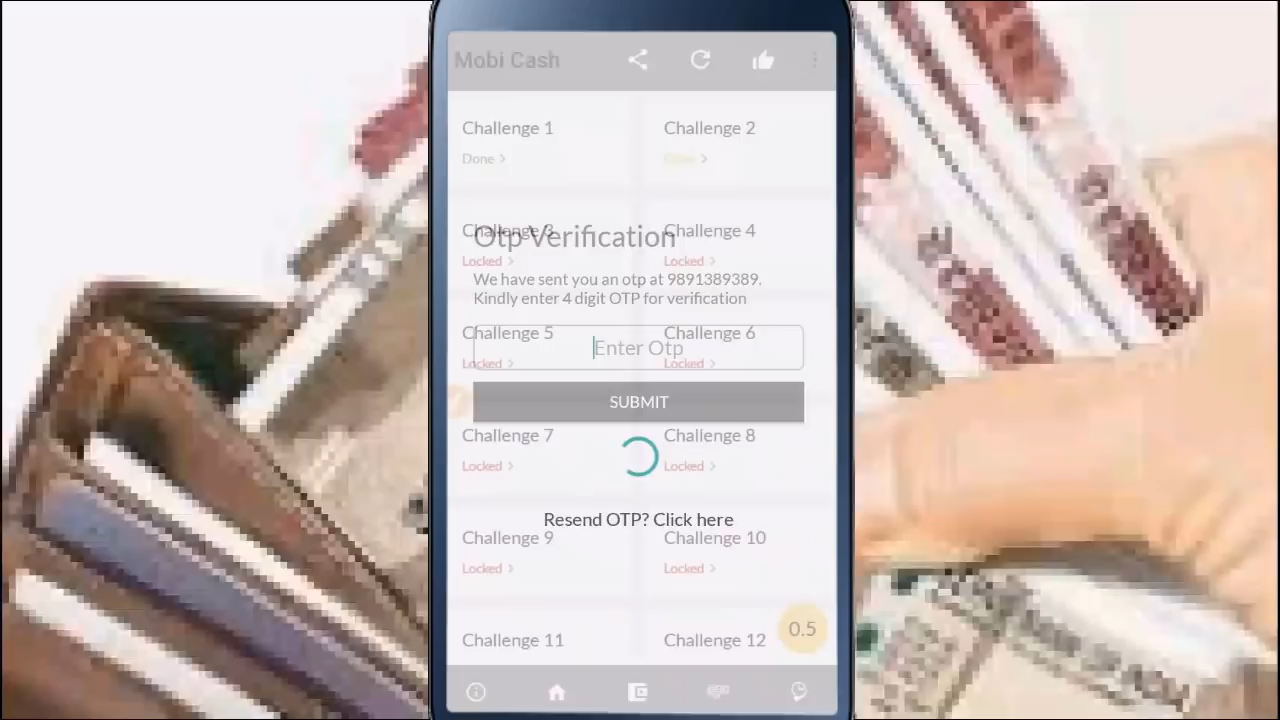 Mobi Cash
Challenge 1
Challenge 2
Done >
>
Challenge 3
Challenge 4
Otp Verification
Locked >
Locked >
We have sent you an otp at 9891389389.
Kindly enter 4 digit OTP for verification
Challenge 5
Challenge 6
Enter Otp
Locked >
Locked >
SUBMIT
Challenge 7
Challenge 8
Locked >
Locked >
Resend OTP? Click here
Challenge 9
Challenge 10
Locked >
Locked >
Challenge 11
Challenge 12
0.5